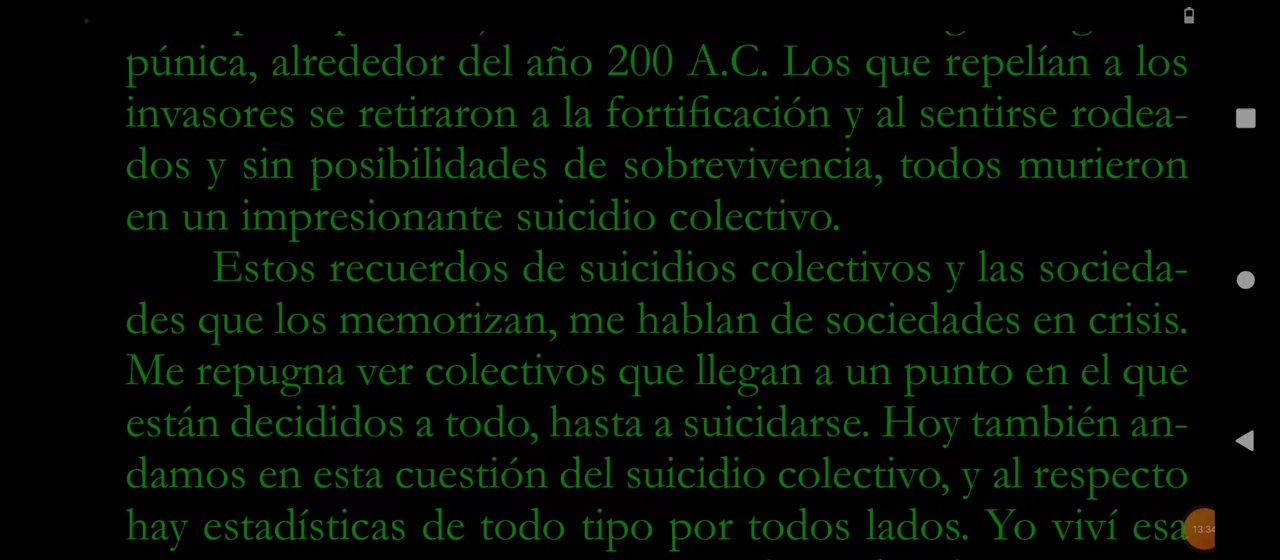 púnica, alrededor del año 200 A.C. Los que repelían a los
invasores se retiraron a la fortificación y al sentirse rodea-
dos y sin posibilidades de sobrevivencia, todos murieron
en un impresionante suicidio colectivo.
Estos recuerdos de suicidios colectivos y las socieda-
des que los memorizan, me hablan de sociedades en crisis.
Me repugna ver colectivos que llegan a un punto en el que
están decididos a todo, hasta a suicidarse. Hoy también an-
damos en esta cuestión del suicidio colectivo, y al respecto
hay estadísticas de todo tipo por todos lados. Yo viví esa
13:34